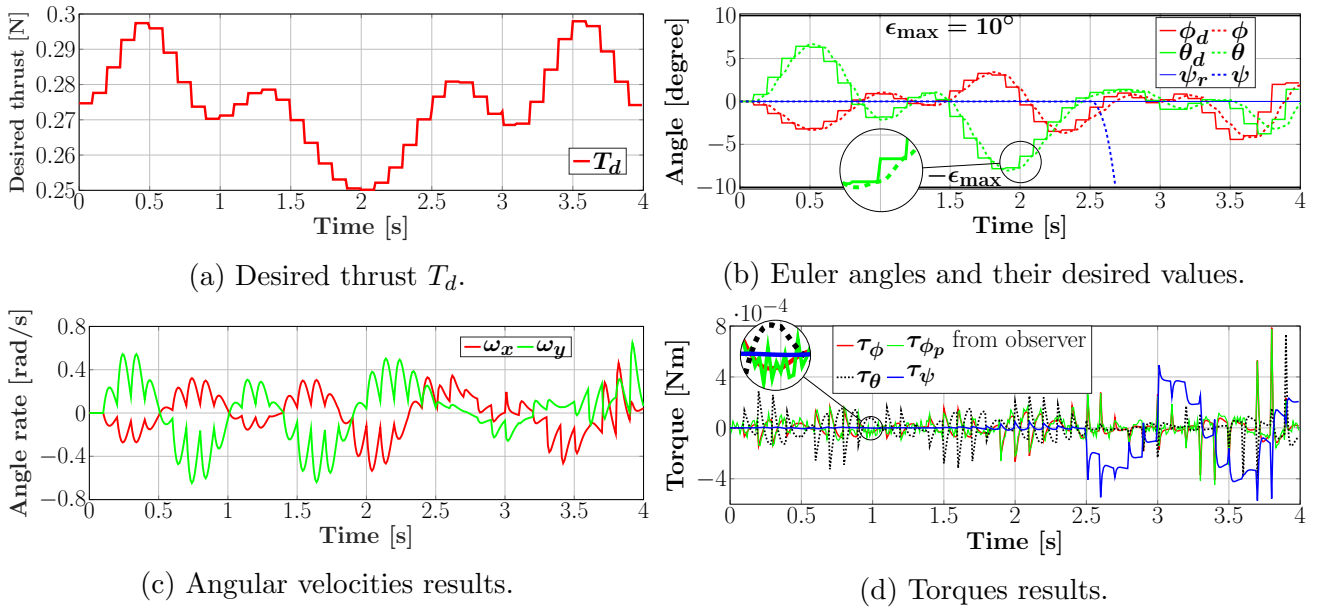 Desired thrust [N]
0.3
0.29
0.28
0.27
0.26
0.25
T_d
0 0.5 1 1.5 2 2.5 3 3.5 4
Time [s]
(a) Desired thrust T_d.
Angle [degree]
10
5
0
−5
−10
ϵ_max = 10°
ϕ_d ϕ
θ_d θ
ψ_r ψ
−ϵ_max
0 0.5 1 1.5 2 2.5 3 3.5 4
Time [s]
(b) Euler angles and their desired values.
Angle rate [rad/s]
0.8
0.4
0
−0.4
−0.8
ω_x ω_y
0 0.5 1 1.5 2 2.5 3 3.5 4
Time [s]
(c) Angular velocities results.
Torque [Nm]
·10⁻⁴
8
4
0
−4
τ_ϕ τ_ϕ_p from observer
τ_θ τ_ψ
0 0.5 1 1.5 2 2.5 3 3.5 4
Time [s]
(d) Torques results.